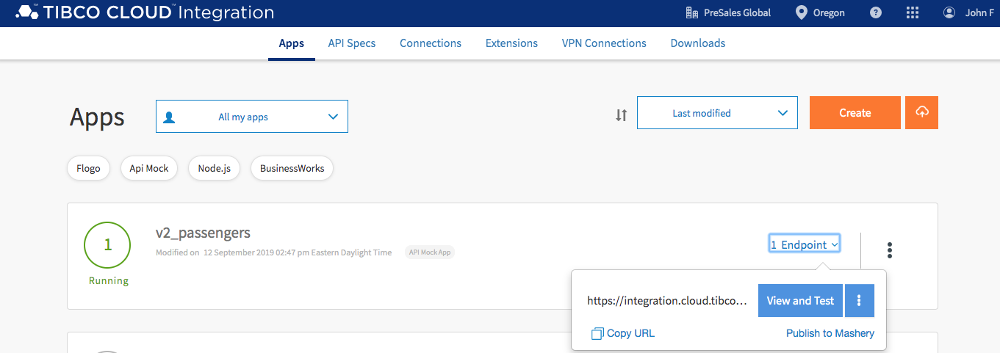 TIBCO CLOUD™ Integration PreSales Global Oregon ? John F
Apps API Specs Connections Extensions VPN Connections Downloads
Apps All my apps Last modified Create
Flogo Api Mock Node.js BusinessWorks
1 v2_passengers 1 Endpoint
Modified on 12 September 2019 02:47 pm Eastern Daylight Time API Mock App
Running
https://integration.cloud.tibco... View and Test
Copy URL Publish to Mashery